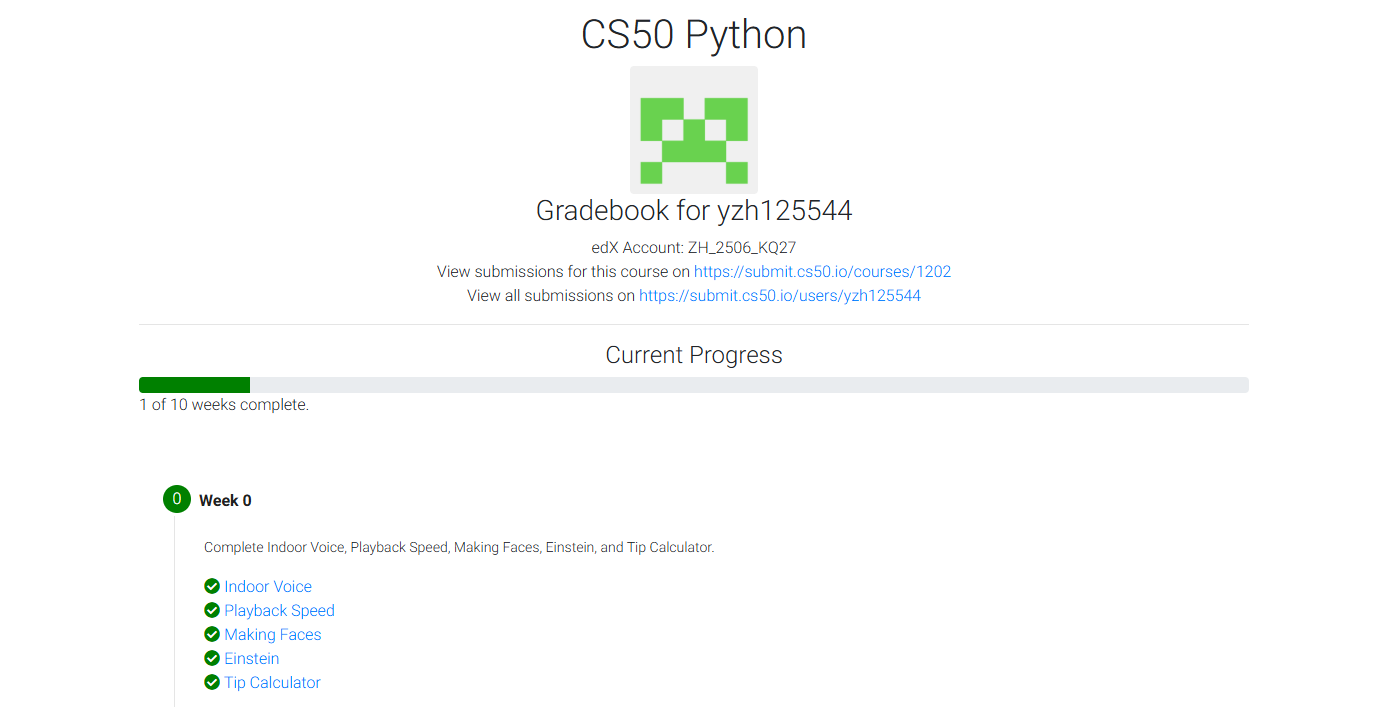 CS50 Python
Gradebook for yzh125544
edX Account: ZH_2506_KQ27
View submissions for this course on https://submit.cs50.io/courses/1202
View all submissions on https://submit.cs50.io/users/yzh125544
Current Progress
1 of 10 weeks complete.
0 Week 0
Complete Indoor Voice, Playback Speed, Making Faces, Einstein, and Tip Calculator.
Indoor Voice
Playback Speed
Making Faces
Einstein
Tip Calculator